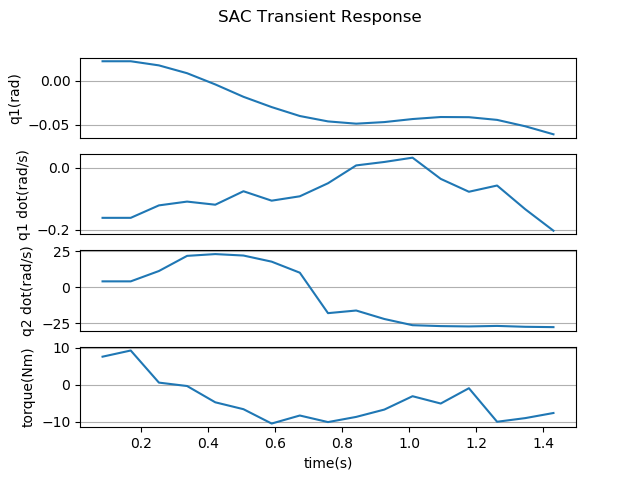 SAC Transient Response
q1(rad)
0.00
−0.05
q1 dot(rad/s)
0.0
−0.2
q2 dot(rad/s)
25
0
−25
torque(Nm)
10
0
−10
0.2 0.4 0.6 0.8 1.0 1.2 1.4
time(s)